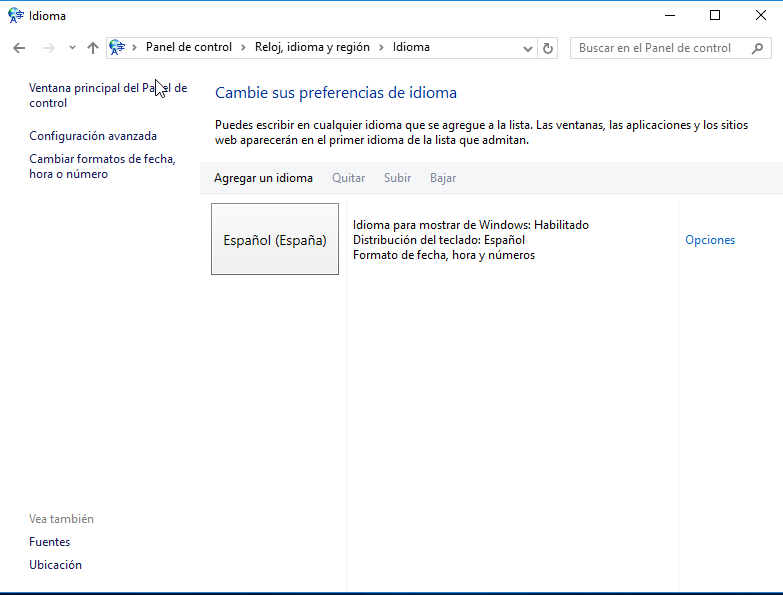 Idioma
Panel de control
Reloj, idioma y región
Idioma
Buscar en el Panel de control
Ventana principal del Panel de
control
Configuración avanzada
Cambiar formatos de fecha,
hora o número
Cambie sus preferencias de idioma
Puedes escribir en cualquier idioma que se agregue a la lista. Las ventanas, las aplicaciones y los sitios
web aparecerán en el primer idioma de la lista que admitan.
Agregar un idioma Quitar Subir Bajar
Español (España)
Idioma para mostrar de Windows: Habilitado
Distribución del teclado: Español
Formato de fecha, hora y números
Opciones
Vea también
Fuentes
Ubicación